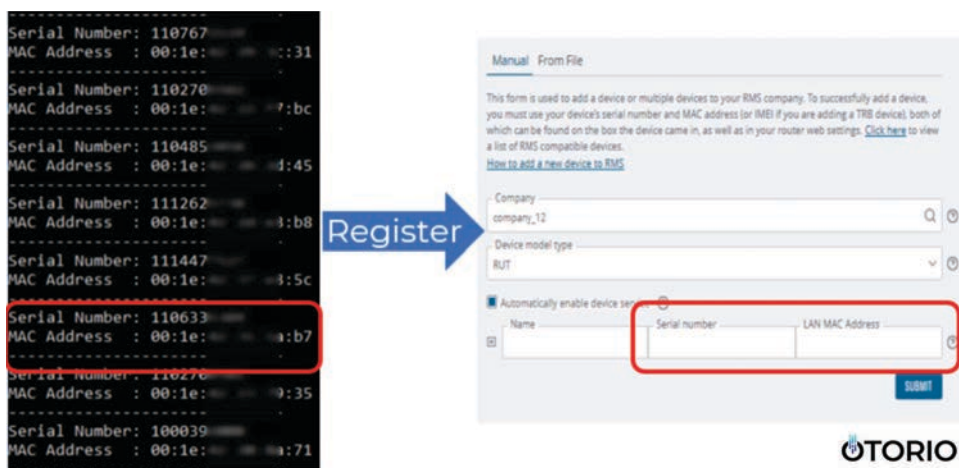 Serial Number: 110767
MAC Address : 00:1e: :31
Serial Number: 110270
MAC Address : 00:1e: :bc
Serial Number: 110485
MAC Address : 00:1e: :45
Serial Number: 111262
MAC Address : 00:1e: :b8
Serial Number: 111447
MAC Address : 00:1e: :5c
Serial Number: 110633
MAC Address : 00:1e: :b7
Serial Number: 110270
MAC Address : 00:1e: :35
Serial Number: 100039
MAC Address : 00:1e: :71
Register
Manual From File
This form is used to add a device or multiple devices to your RMS company. To successfully add a device,
you must use your device's serial number and MAC address (or IMEI if you are adding a TRB device), both of
which can be found on the box the device came in, as well as in your router web settings. Click here to view
a list of RMS compatible devices.
How to add a new device to RMS
Company
company_12
Device model type
RUT
Automatically enable device service
Name Serial number LAN MAC Address
SUBMIT
OTORIO